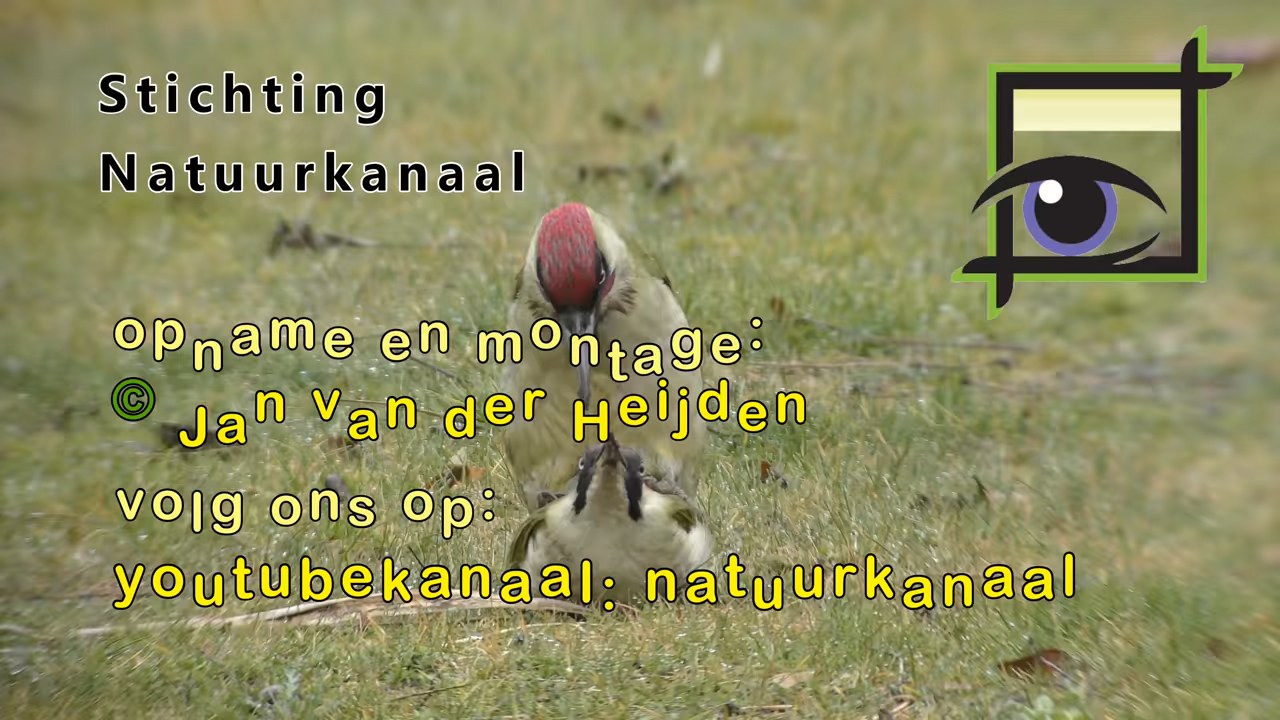 Stichting
Natuurkanaal
opname en montage:
© Jan van der Heijden
volg ons op:
youtubekanaal: natuurkanaal